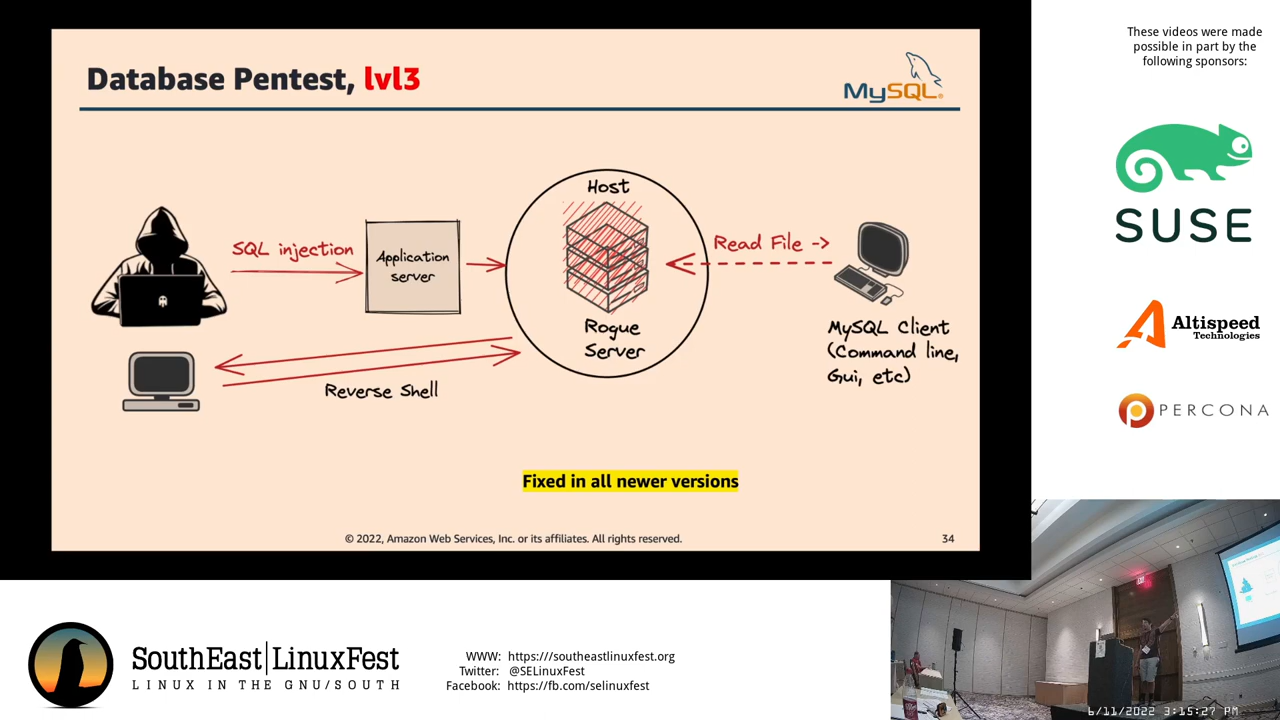 Database Pentest, lvl3
MySQL®
Host
SQL injection
Application
server
Read File ->
Rogue
Server
MySQL Client
(Command line,
Gui, etc)
Reverse Shell
Fixed in all newer versions
© 2022, Amazon Web Services, Inc. or its affiliates. All rights reserved.
34
These videos were made
possible in part by the
following sponsors:
SUSE
Altispeed
Technologies
PERCONA
SouthEast LinuxFest
LINUX IN THE GNU/SOUTH
WWW: https:///southeastlinuxfest.org
Twitter: @SELinuxFest
Facebook: https://fb.com/selinuxfest
6/11/2022 3:15:27 PM